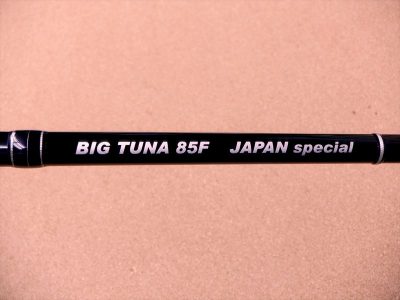 BIG TUNA 85F JAPAN special